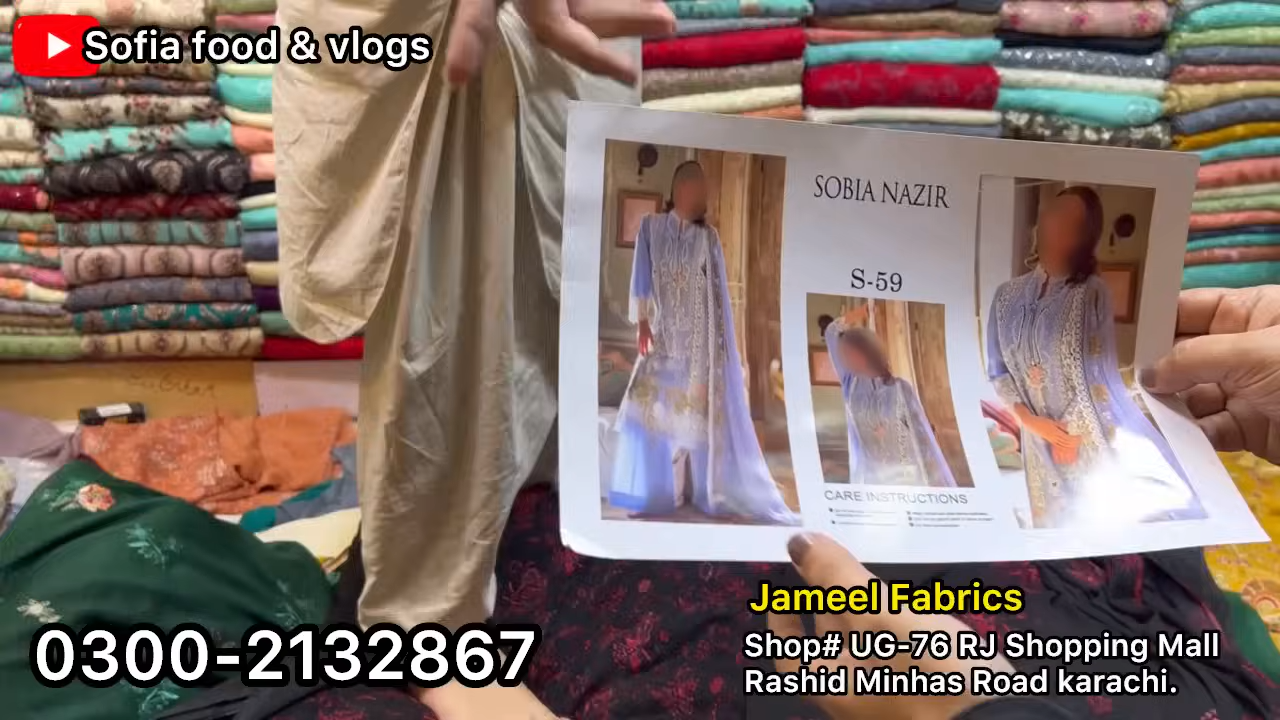 Sofia food & vlogs
SOBIA NAZIR
S-59
CARE INSTRUCTIONS
Jameel Fabrics
0300-2132867
Shop# UG-76 RJ Shopping Mall
Rashid Minhas Road karachi.